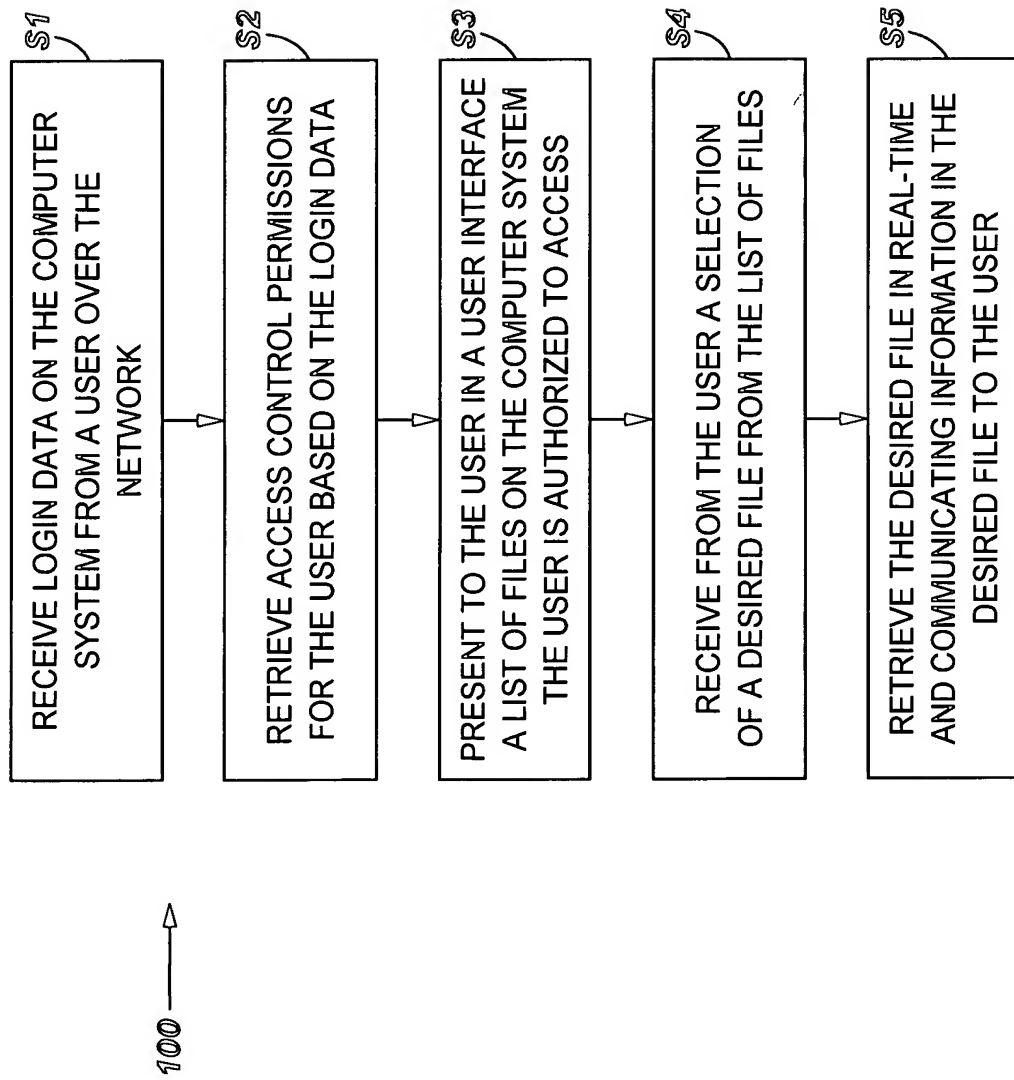 100
S1
RECEIVE LOGIN DATA ON THE COMPUTER
SYSTEM FROM A USER OVER THE
NETWORK
S2
RETRIEVE ACCESS CONTROL PERMISSIONS
FOR THE USER BASED ON THE LOGIN DATA
S3
PRESENT TO THE USER IN A USER INTERFACE
A LIST OF FILES ON THE COMPUTER SYSTEM
THE USER IS AUTHORIZED TO ACCESS
S4
RECEIVE FROM THE USER A SELECTION
OF A DESIRED FILE FROM THE LIST OF FILES
S5
RETRIEVE THE DESIRED FILE IN REAL-TIME
AND COMMUNICATING INFORMATION IN THE
DESIRED FILE TO THE USER